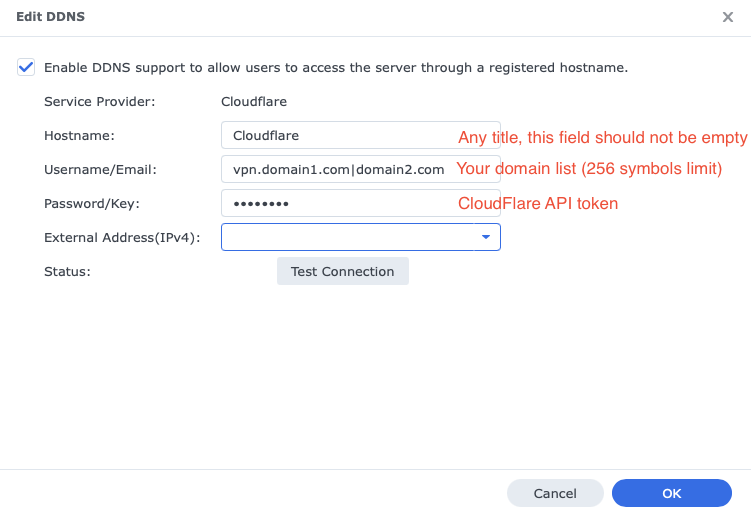 Edit DDNS
Enable DDNS support to allow users to access the server through a registered hostname.
Service Provider: Cloudflare
Hostname: Cloudflare Any title, this field should not be empty
Username/Email: vpn.domain1.com|domain2.com Your domain list (256 symbols limit)
Password/Key: •••••••• CloudFlare API token
External Address(IPv4):
Status: Test Connection
Cancel OK